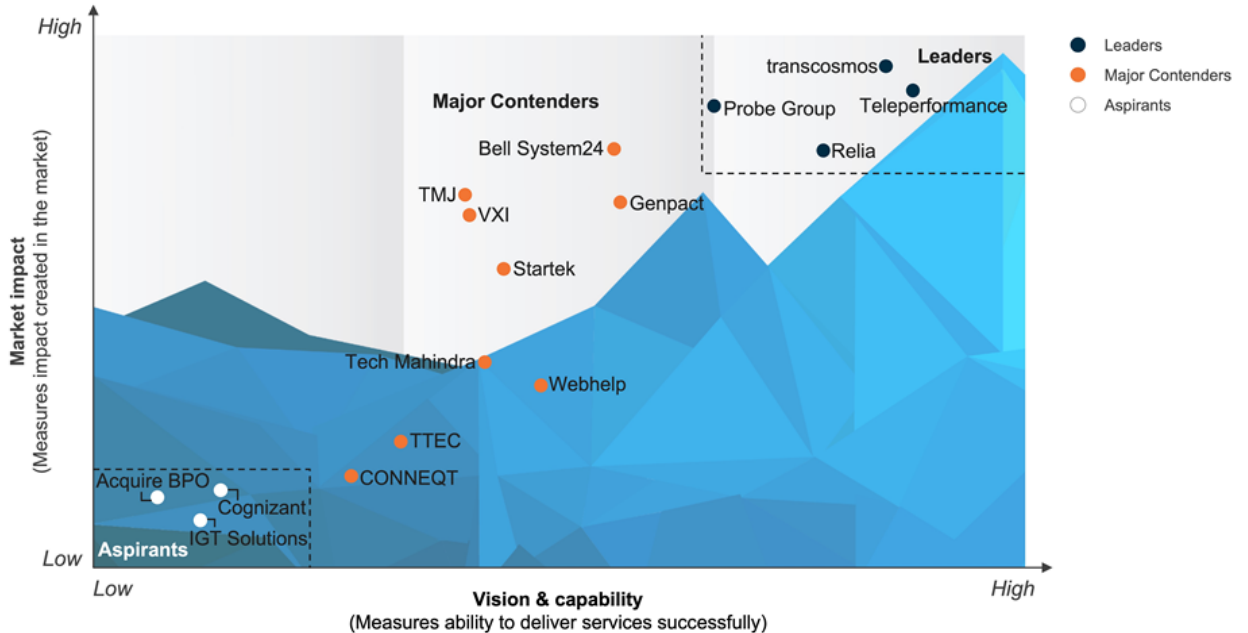 High
Leaders
Major Contenders
Aspirants
Leaders
transcosmos
Teleperformance
Probe Group
Relia
Major Contenders
Bell System24
TMJ
VXI
Genpact
Startek
Tech Mahindra
Webhelp
TTEC
CONNEQT
Acquire BPO
Cognizant
IGT Solutions
Aspirants
Market impact
(Measures impact created in the market)
Low
Low
High
Vision & capability
(Measures ability to deliver services successfully)